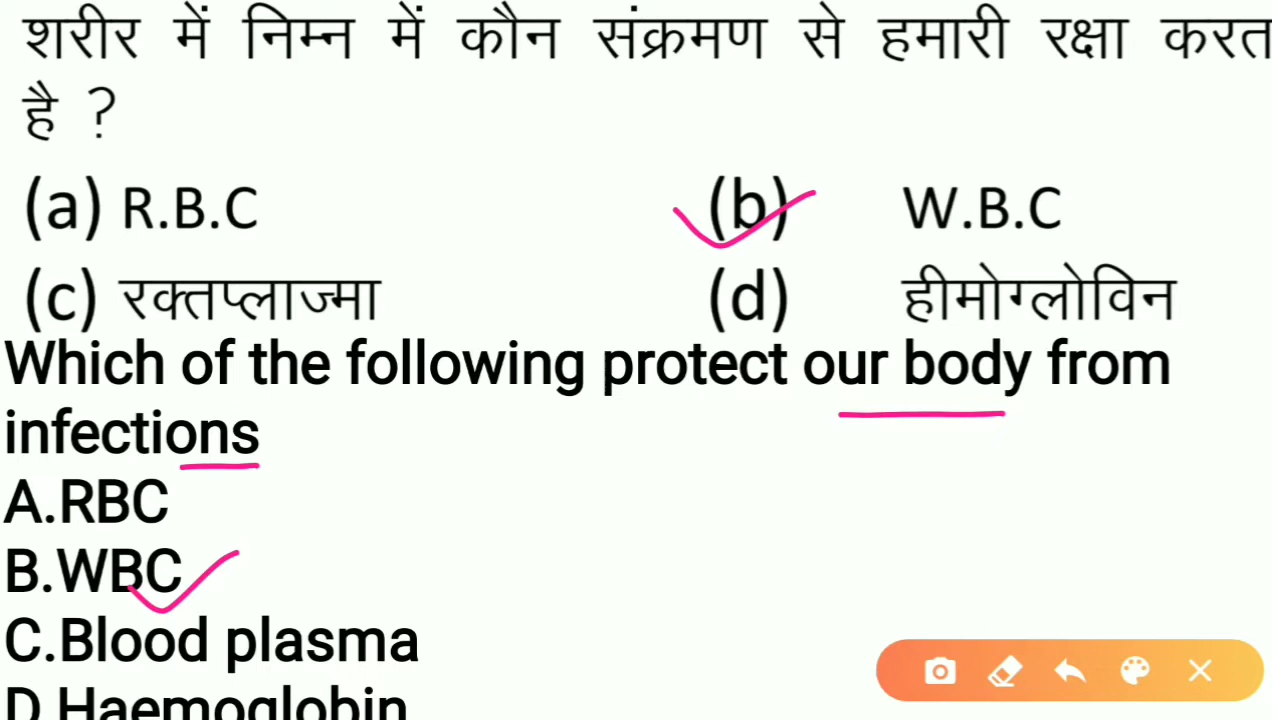 शरीर में निम्न में कौन संक्रमण से हमारी रक्षा करत
है ?
(a) R.B.C (b) W.B.C
(c) रक्तप्लाज्मा (d) हीमोग्लोविन
Which of the following protect our body from
infections
A.RBC
B.WBC
C.Blood plasma
D.Haemoglobin